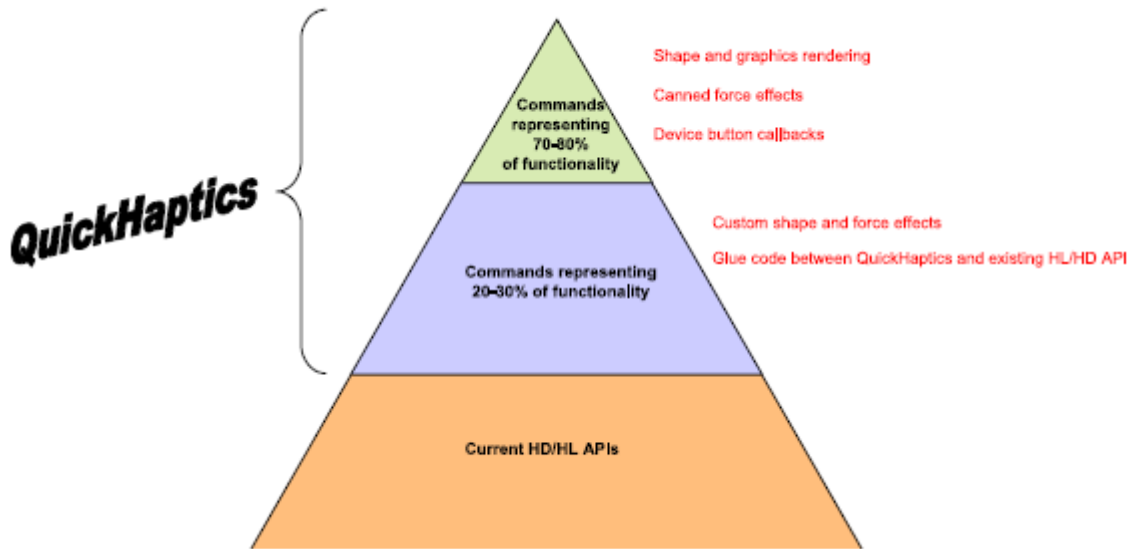 QuickHaptics
Commands
representing
70-80%
of functionality
Shape and graphics rendering
Canned force effects
Device button callbacks
Commands representing
20-30% of functionality
Custom shape and force effects
Glue code between QuickHaptics and existing HL/HD API
Current HD/HL APIs